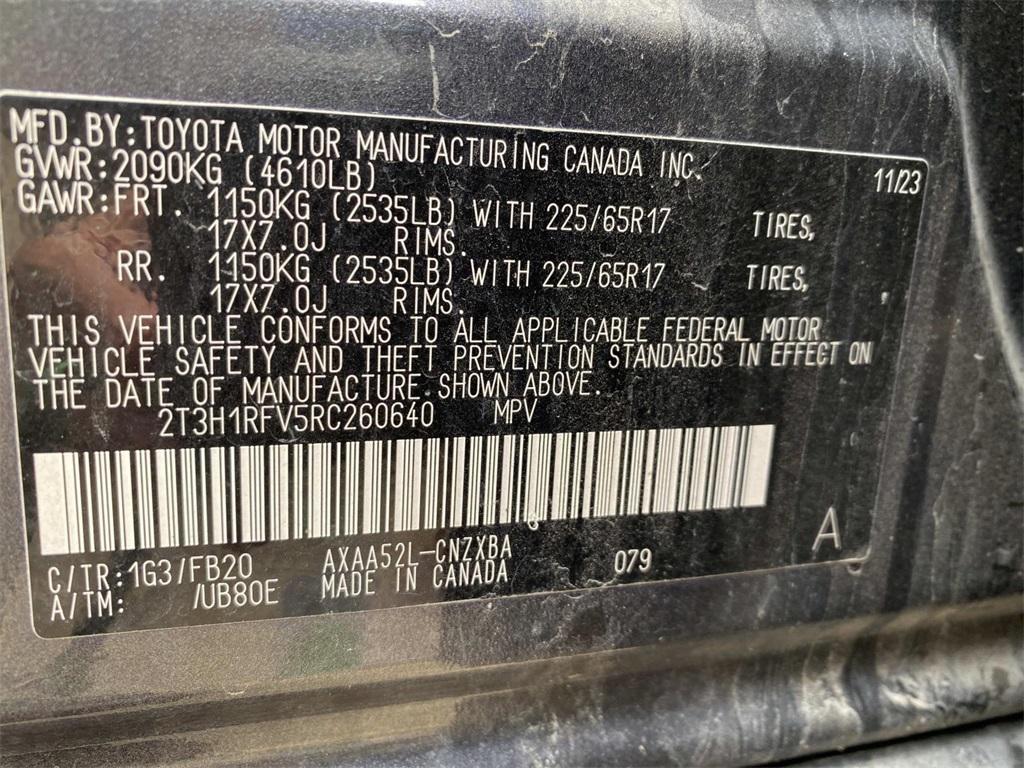 MFD.BY:TOYOTA MOTOR MANUFACTURING CANADA INC.
GVWR:2090KG (4610LB) 11/23
GAWR:FRT. 1150KG (2535LB) WITH 225/65R17 TIRES,
17X7.0J RIMS.
RR. 1150KG (2535LB) WITH 225/65R17 TIRES,
17X7.0J RIMS.
THIS VEHICLE CONFORMS TO ALL APPLICABLE FEDERAL MOTOR
VEHICLE SAFETY AND THEFT PREVENTION STANDARDS IN EFFECT ON
THE DATE OF MANUFACTURE SHOWN ABOVE.
2T3H1RFV5RC260640 MPV
C/TR:1G3/FB20 AXAA52L-CNZXBA 079 A
A/TM: /UB80E MADE IN CANADA